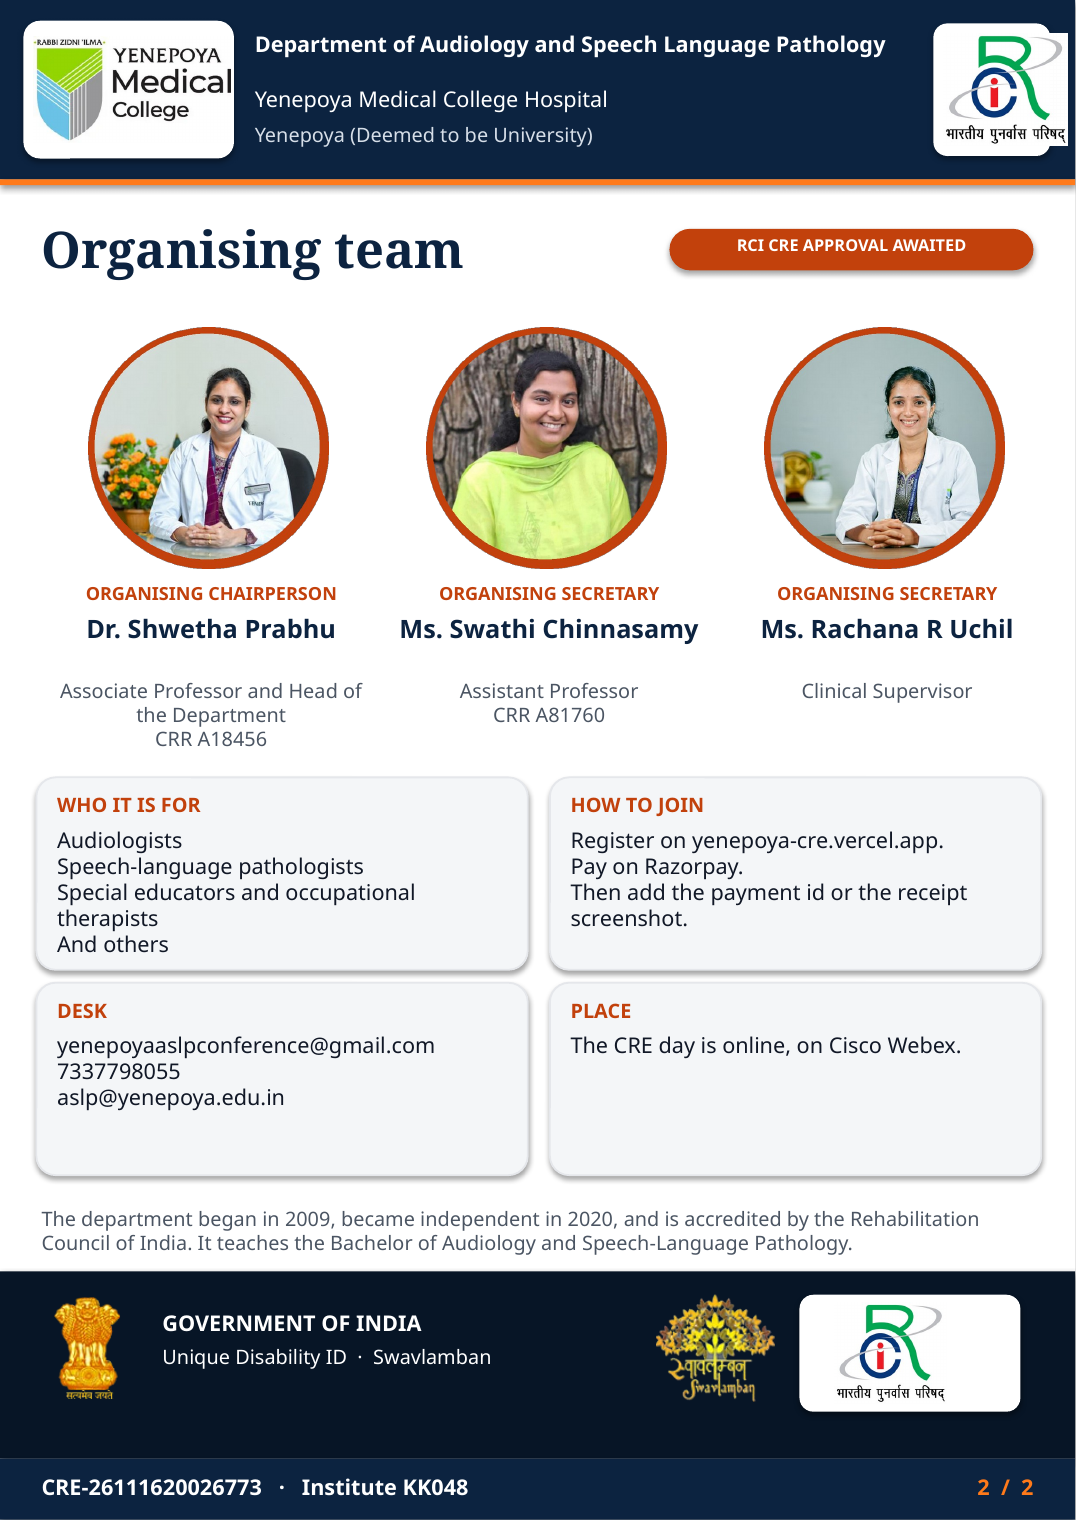 -RABBI ZIDNI 'ILMA-
YENEPOYA
Medical
College
Department of Audiology and Speech Language Pathology
Yenepoya Medical College Hospital
Yenepoya (Deemed to be University)
भारतीय पुनर्वास परिषद्
Organising team
RCI CRE APPROVAL AWAITED
ORGANISING CHAIRPERSON
Dr. Shwetha Prabhu
Associate Professor and Head of
the Department
CRR A18456
ORGANISING SECRETARY
Ms. Swathi Chinnasamy
Assistant Professor
CRR A81760
ORGANISING SECRETARY
Ms. Rachana R Uchil
Clinical Supervisor
WHO IT IS FOR
Audiologists
Speech-language pathologists
Special educators and occupational
therapists
And others
HOW TO JOIN
Register on yenepoya-cre.vercel.app.
Pay on Razorpay.
Then add the payment id or the receipt
screenshot.
DESK
yenepoyaaslpconference@gmail.com
7337798055
aslp@yenepoya.edu.in
PLACE
The CRE day is online, on Cisco Webex.
The department began in 2009, became independent in 2020, and is accredited by the Rehabilitation
Council of India. It teaches the Bachelor of Audiology and Speech-Language Pathology.
सत्यमेव जयते
GOVERNMENT OF INDIA
Unique Disability ID · Swavlamban
स्वावलम्बन
Swavlamban
भारतीय पुनर्वास परिषद्
CRE-26111620026773 · Institute KK048
2 / 2